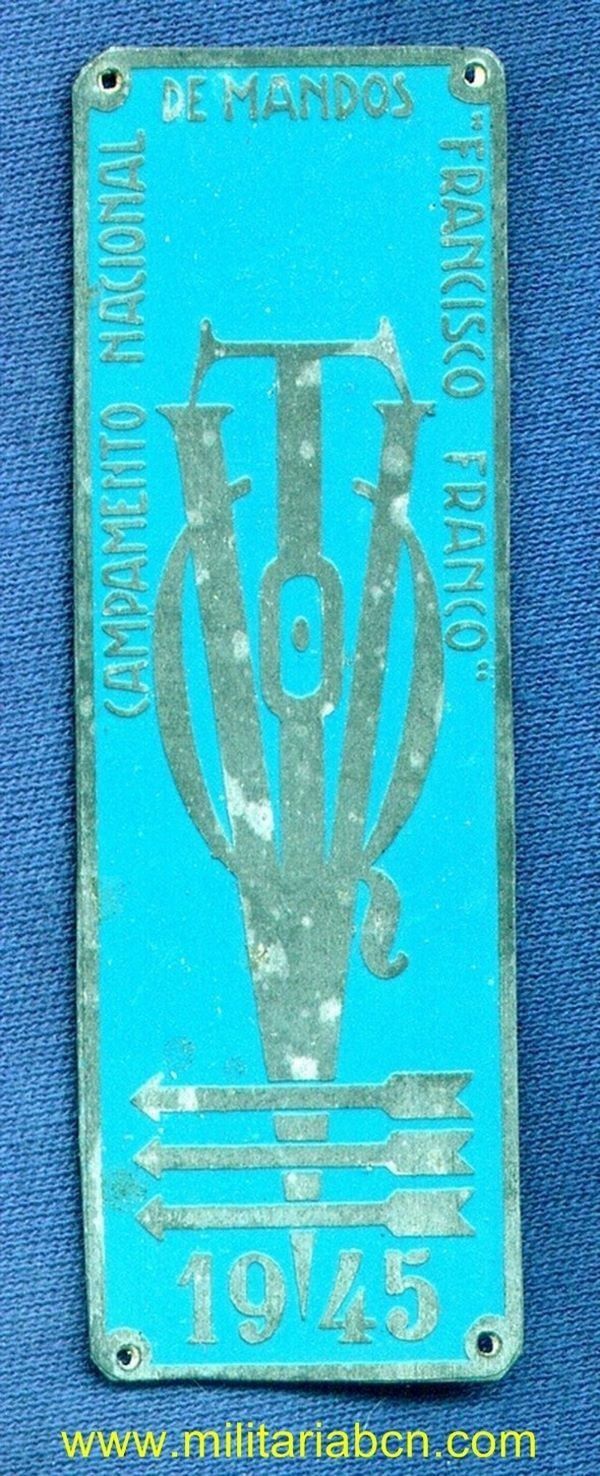 CAMPAMENTO NACIONAL
DE MANDOS
"FRANCISCO FRANCO"
1945
www.militariabcn.com